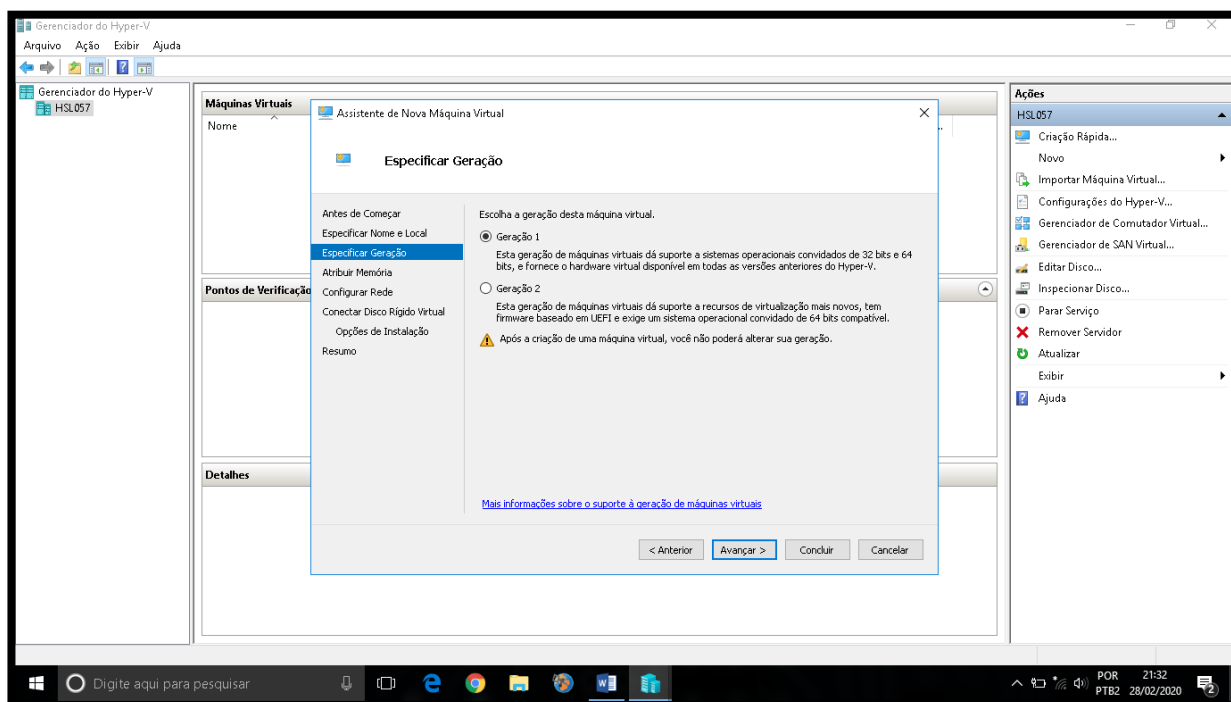 Gerenciador do Hyper-V
Arquivo Ação Exibir Ajuda
Gerenciador do Hyper-V
HSL057
Máquinas Virtuais
Nome
Pontos de Verificação
Detalhes
Assistente de Nova Máquina Virtual
Especificar Geração
Antes de Começar
Especificar Nome e Local
Especificar Geração
Atribuir Memória
Configurar Rede
Conectar Disco Rígido Virtual
Opções de Instalação
Resumo
Escolha a geração desta máquina virtual.
Geração 1
Esta geração de máquinas virtuais dá suporte a sistemas operacionais convidados de 32 bits e 64
bits, e fornece o hardware virtual disponível em todas as versões anteriores do Hyper-V.
Geração 2
Esta geração de máquinas virtuais dá suporte a recursos de virtualização mais novos, tem
firmware baseado em UEFI e exige um sistema operacional convidado de 64 bits compatível.
Após a criação de uma máquina virtual, você não poderá alterar sua geração.
Mais informações sobre o suporte à geração de máquinas virtuais
< Anterior Avançar > Concluir Cancelar
Ações
HSL057
Criação Rápida...
Novo
Importar Máquina Virtual...
Configurações do Hyper-V...
Gerenciador de Comutador Virtual...
Gerenciador de SAN Virtual...
Editar Disco...
Inspecionar Disco...
Parar Serviço
Remover Servidor
Atualizar
Exibir
Ajuda
Digite aqui para pesquisar
POR 21:32
PTB2 28/02/2020
2